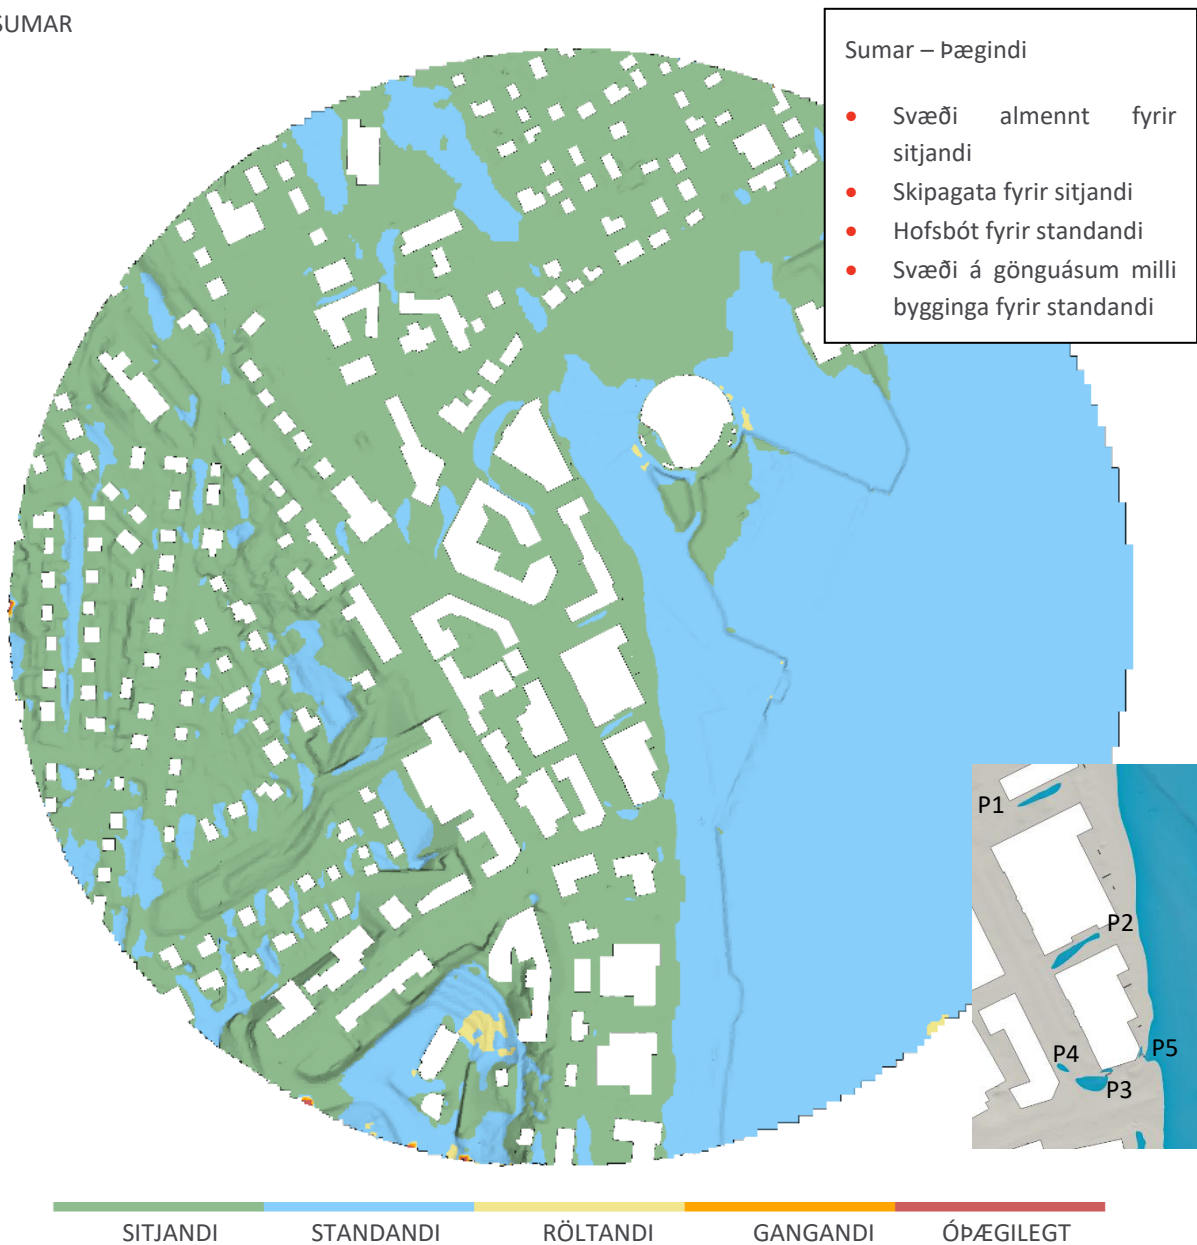 SUMAR
Sumar – Þægindi
• Svæði almennt fyrir
sitjandi
• Skipagata fyrir sitjandi
• Hofsbót fyrir standandi
• Svæði á gönguásum milli
bygginga fyrir standandi
P1
P2
P5
P4
P3
SITJANDI STANDANDI RÖLTANDI GANGANDI ÓÞÆGILEGT